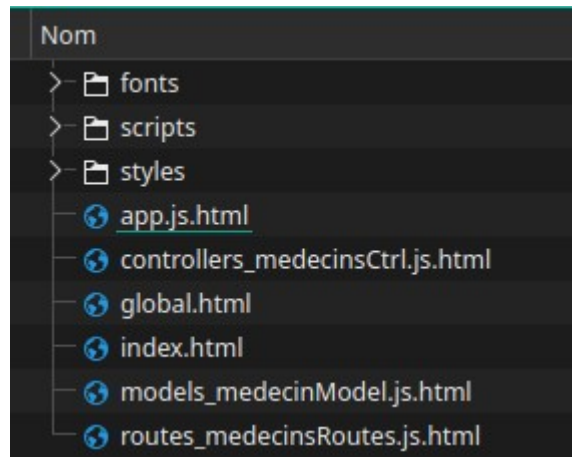 Nom
fonts
scripts
styles
app.js.html
controllers_medecinsCtrl.js.html
global.html
index.html
models_medecinModel.js.html
routes_medecinsRoutes.js.html